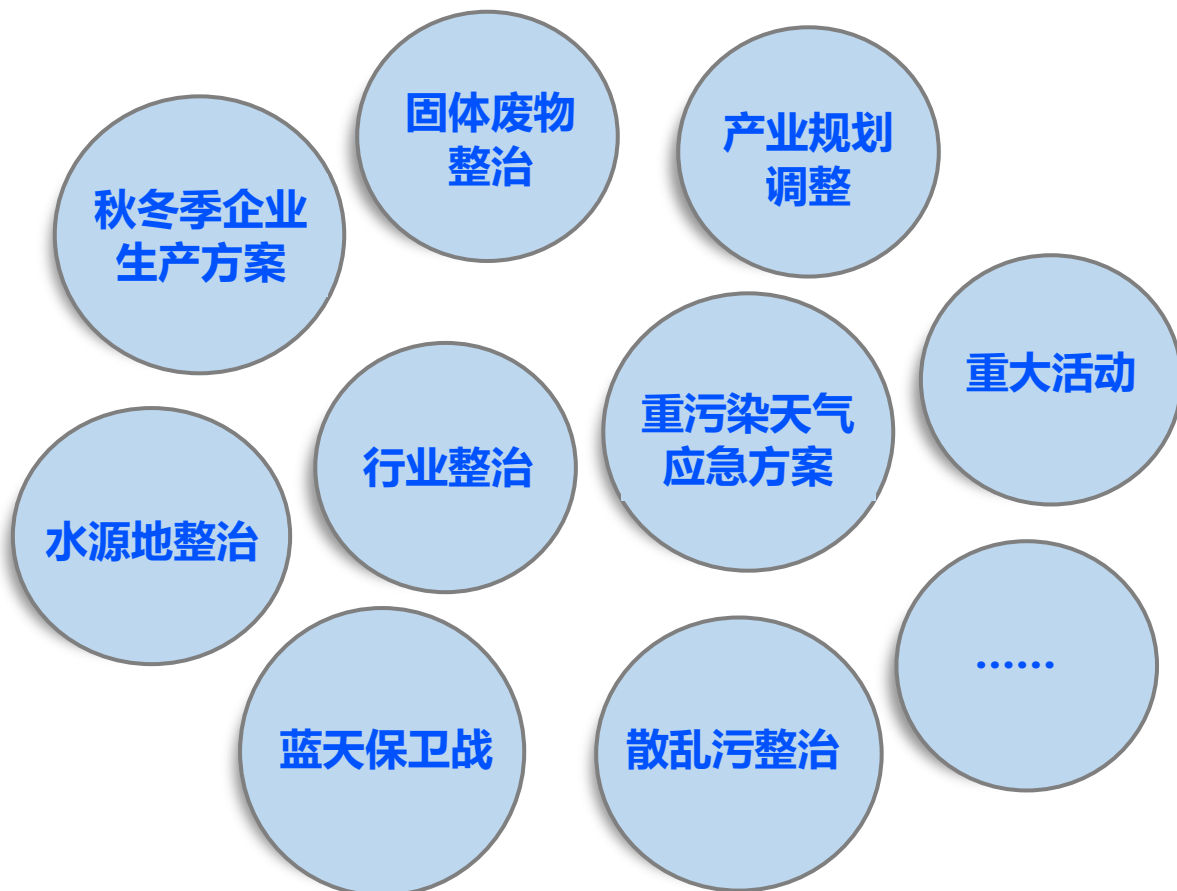 固体废物
整治
产业规划
调整
秋冬季企业
生产方案
重大活动
重污染天气
应急方案
行业整治
水源地整治
......
蓝天保卫战
散乱污整治